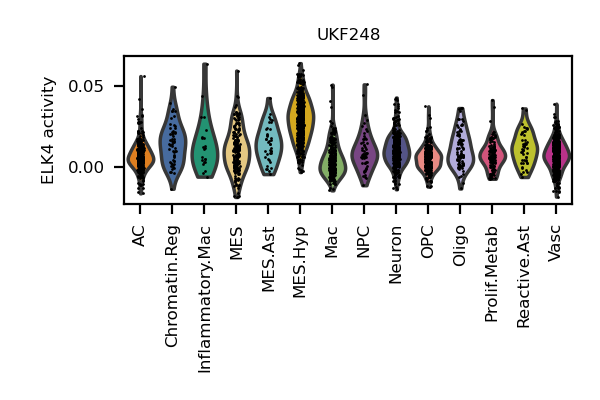 UKF248
ELK4 activity
0.05
0.00
AC
Chromatin.Reg
Inflammatory.Mac
MES
MES.Ast
MES.Hyp
Mac
NPC
Neuron
OPC
Oligo
Prolif.Metab
Reactive.Ast
Vasc